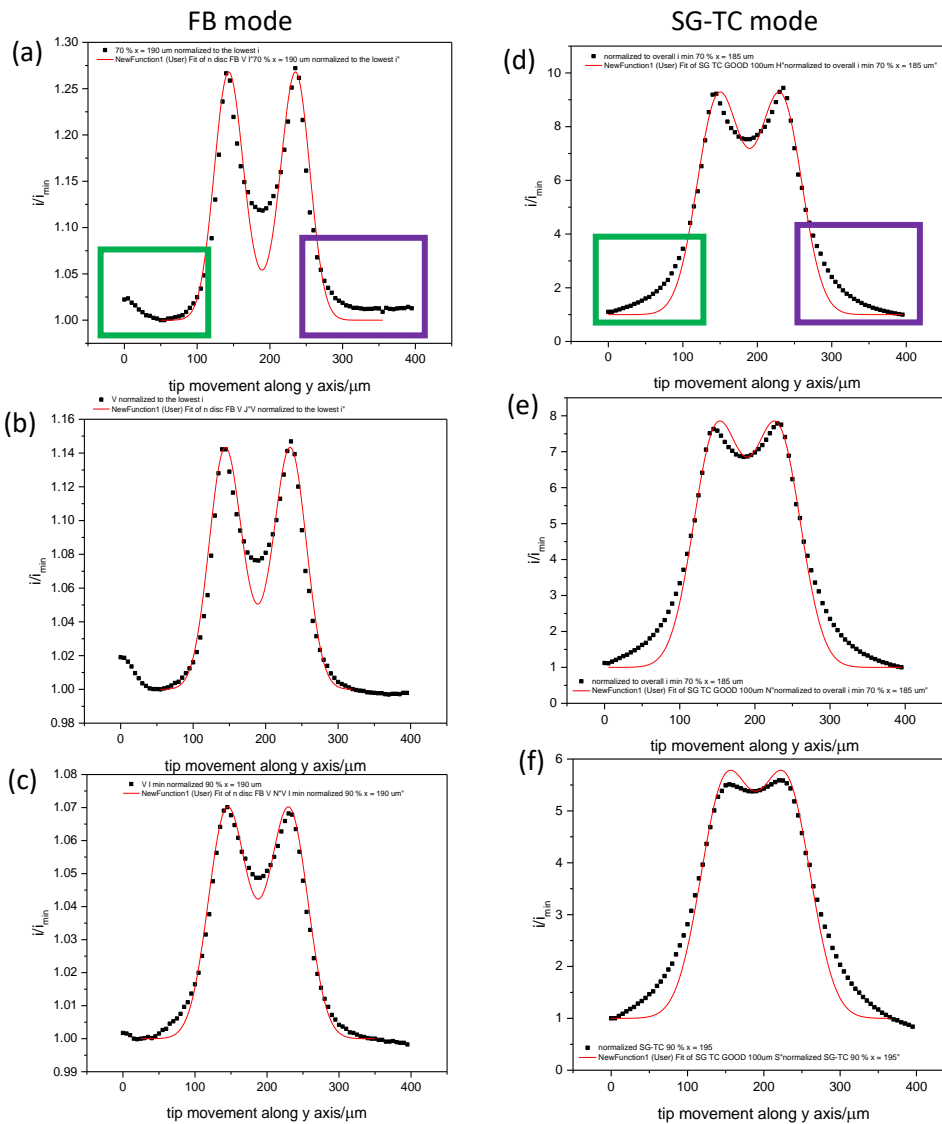 FB mode
SG-TC mode
(a)
1.30
1.25
1.20
1.15
1.10
1.05
1.00
i/i_min
70 % x = 190 um normalized to the lowest i
NewFunction1 (User) Fit of n disc FB V I"70 % x = 190 um normalized to the lowest i"
0 100 200 300 400
tip movement along y axis/µm
(d)
10
8
6
4
2
0
i/i_min
normalized to overall i min 70 % x = 185 um
NewFunction1 (User) Fit of SG TC GOOD 100um H"normalized to overall i min 70 % x = 185 um"
0 100 200 300 400
tip movement along y axis/µm
(b)
1.16
1.14
1.12
1.10
1.08
1.06
1.04
1.02
1.00
0.98
i/i_min
V normalized to the lowest i
NewFunction1 (User) Fit of n disc FB V J"V normalized to the lowest i"
0 100 200 300 400
tip movement along y axis/µm
(e)
9
8
7
6
5
4
3
2
1
0
i/i_min
normalized to overall i min 70 % x = 185 um
NewFunction1 (User) Fit of SG TC GOOD 100um N"normalized to overall i min 70 % x = 185 um"
0 100 200 300 400
tip movement along y axis/µm
(c)
1.08
1.07
1.06
1.05
1.04
1.03
1.02
1.01
1.00
0.99
i/i_min
V I min normalized 90 % x = 190 um
NewFunction1 (User) Fit of n disc FB V N"V I min normalized 90 % x = 190 um"
0 100 200 300 400
tip movement along y axis/µm
(f)
6
5
4
3
2
1
0
i/i_min
normalized SG-TC 90 % x = 195
NewFunction1 (User) Fit of SG TC GOOD 100um S"normalized SG-TC 90 % x = 195"
0 100 200 300 400
tip movement along y axis/µm